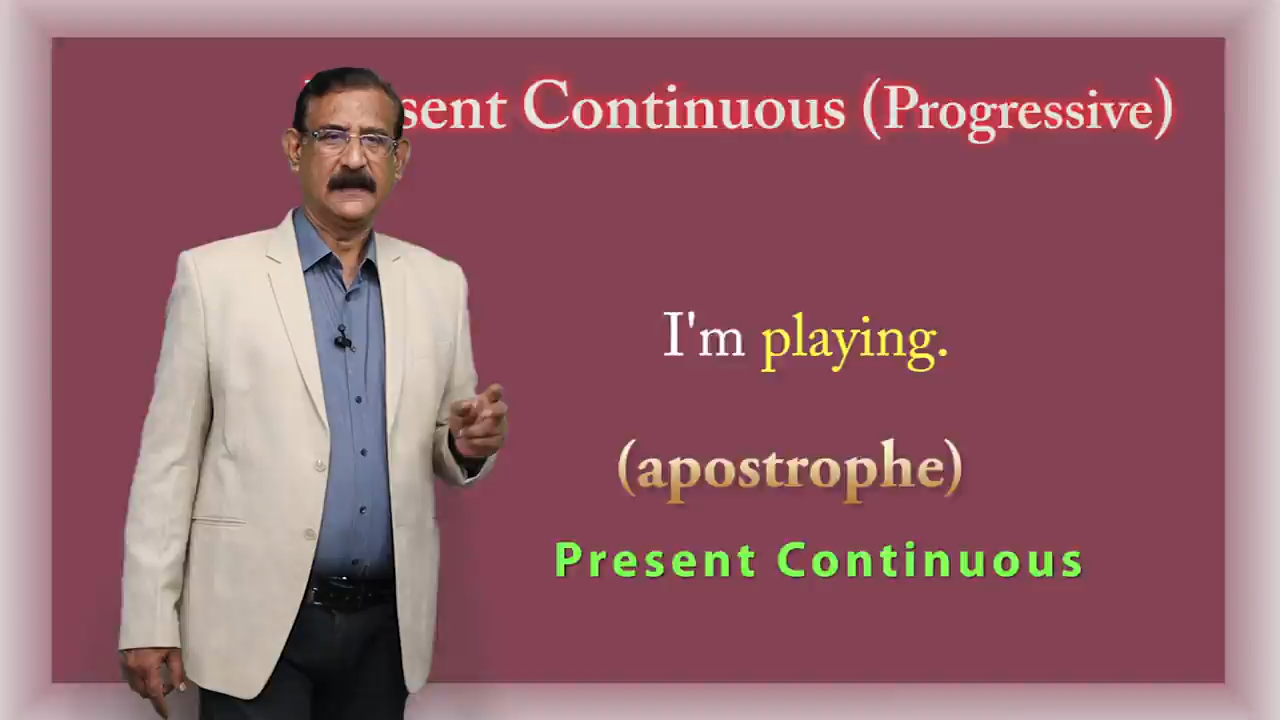 sent Continuous (Progressive)
I'm playing.
(apostrophe)
Present Continuous